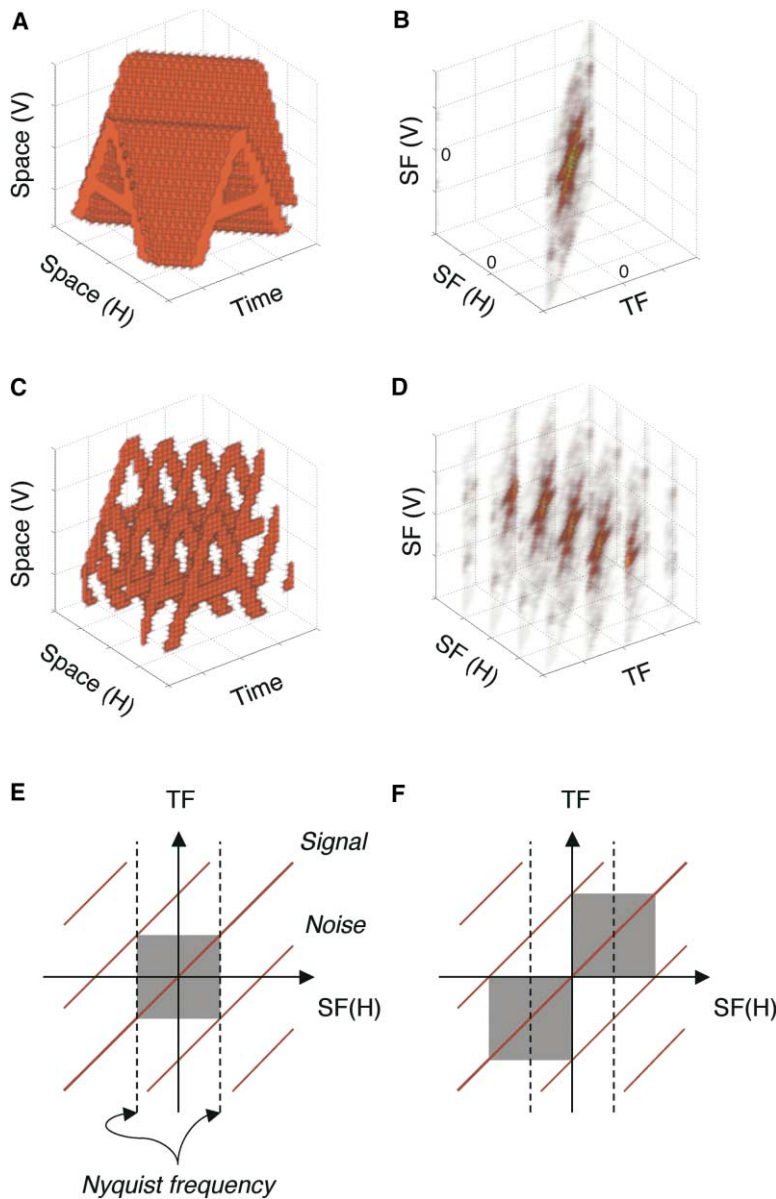 A
Space (V)
Space (H)
Time
B
SF (V)
0
SF (H)
0
0
TF
C
Space (V)
Space (H)
Time
D
SF (V)
SF (H)
TF
E
TF
Signal
Noise
SF(H)
Nyquist frequency
F
TF
SF(H)